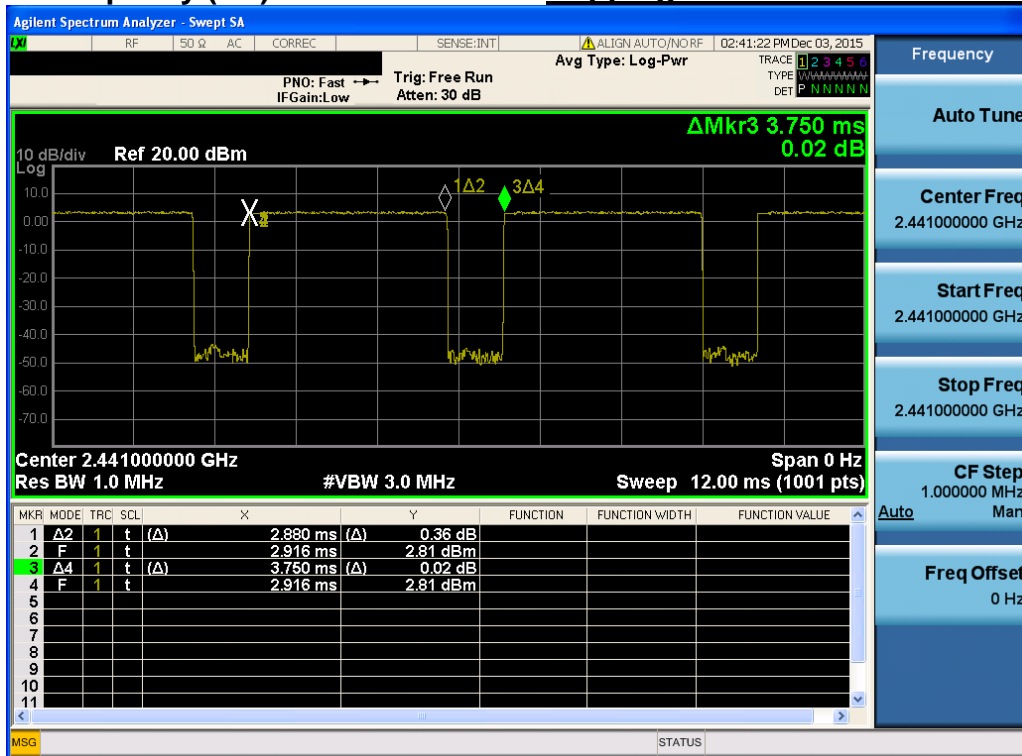 Agilent Spectrum Analyzer - Swept SA
LXI RF 50 Ω AC CORREC SENSE:INT ALIGN AUTO/NO RF 02:41:22 PM Dec 03, 2015
PNO: Fast
IFGain:Low
Trig: Free Run
Atten: 30 dB
Avg Type: Log-Pwr
TRACE 1 2 3 4 5 6
TYPE
DET P N N N N N
ΔMkr3 3.750 ms
0.02 dB
10 dB/div Ref 20.00 dBm
Log
1Δ2 3Δ4
10.0
0.00
-10.0
-20.0
-30.0
-40.0
-50.0
-60.0
-70.0
Center 2.441000000 GHz Span 0 Hz
Res BW 1.0 MHz #VBW 3.0 MHz Sweep 12.00 ms (1001 pts)
MKR MODE TRC SCL X Y FUNCTION FUNCTION WIDTH FUNCTION VALUE
1 Δ2 1 t (Δ) 2.880 ms (Δ) 0.36 dB
2 F 1 t 2.916 ms 2.81 dBm
3 Δ4 1 t (Δ) 3.750 ms (Δ) 0.02 dB
4 F 1 t 2.916 ms 2.81 dBm
5
6
7
8
9
10
11
MSG STATUS
Frequency
Auto Tune
Center Freq
2.441000000 GHz
Start Freq
2.441000000 GHz
Stop Freq
2.441000000 GHz
CF Step
1.000000 MHz
Auto Man
Freq Offset
0 Hz